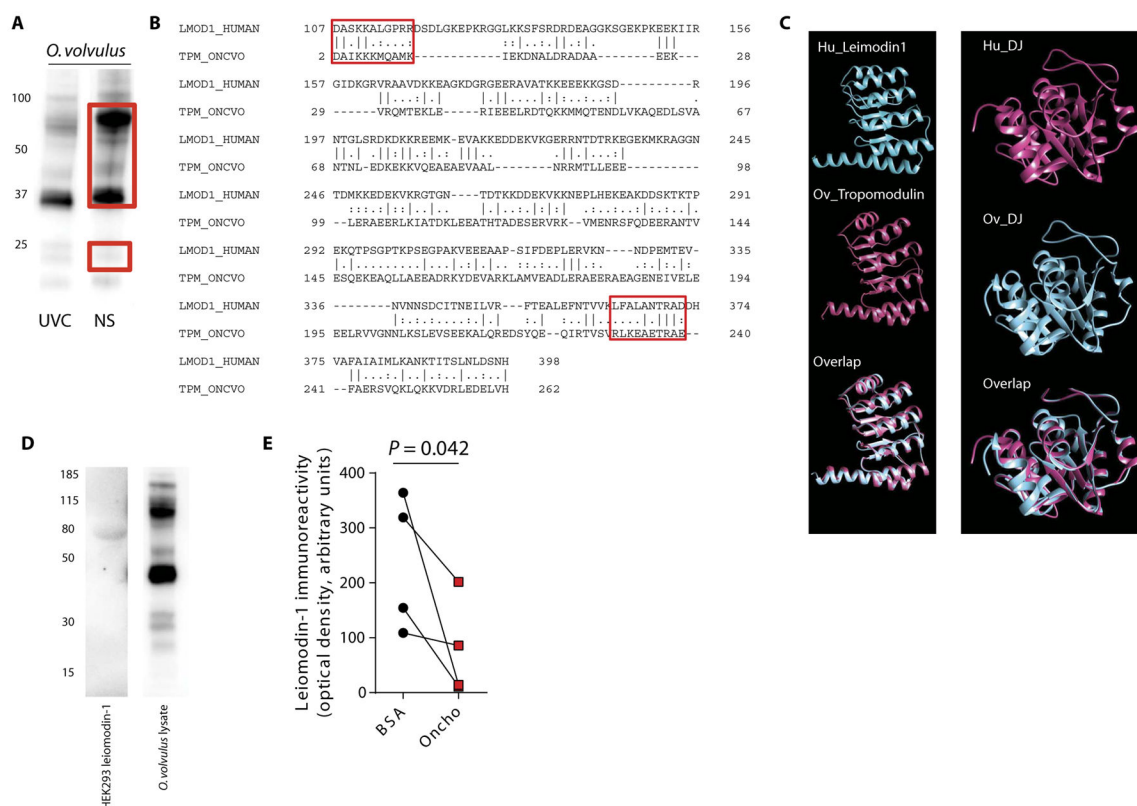 A
O. volvulus
100
50
37
25
UVC NS
B
LMOD1_HUMAN 107 DASKKALGPRRDSDLGKEPKRGGLKKSFSRDRDEAGGKSGEKPKEEKIIR 156
TPM_ONCVO 2 DAIKKKMQAMK----------IEKDNALDRADAA------EEK------- 28
LMOD1_HUMAN 157 GIDKGRVRAAVDKKEAGKDGRGEERAVATKKEEEKKGSD---------R 196
TPM_ONCVO 29 -----VRQMTEKLE----RIEEELRDTQKKMMQTENDLVKAQEDLSVA 67
LMOD1_HUMAN 197 NTGLSRDKDKKREEMK-EVAKKEDDEKVKGERRNTDTRKEGEKMKRAGGN 245
TPM_ONCVO 68 NTNL-EDKEKKVQEAEAEVAAL--------NRRMTLLEEE---------- 98
LMOD1_HUMAN 246 TDMKKEDEKVKRGTGN---TDTKKDDEKVKKNEPLHEKEAKDDSKTKTP 291
TPM_ONCVO 99 ----LERAEERLKIATDKLEEATHTADESERVRK-VMENRSFQDEERANTV 144
LMOD1_HUMAN 292 EKQTPSGPTKPSEGPAKVEEEAAPSIFDEPLERVKN-----NDPEMTEV- 335
TPM_ONCVO 145 ESQEKEAQLLAEEADRKYDEVARKLAMVEADLERAEERAEAGENEIVELE 194
LMOD1_HUMAN 336 --------NVNNSDCITNEILVR---FTEALEFNTVVKLFALANTRADDH 374
TPM_ONCVO 195 EELRVVGNNLKSLEVSEEKALQREDSYQE--QIRTVSVRLKEAETRAE-- 240
LMOD1_HUMAN 375 VAFAIAIMLKANKTITSLNLDSNH 398
TPM_ONCVO 241 --FAERSVQKLQKKVDRLEDELVH 262
C
Hu_Leimodin1
Ov_Tropomodulin
Overlap
Hu_DJ
Ov_DJ
Overlap
D
185
115
80
50
30
15
HEK293 leiomodin-1
O. volvulus lysate
E
P = 0.042
Leiomodin-1 immunoreactivity
(optical density, arbitrary units)
400
300
200
100
0
BSA
Oncho